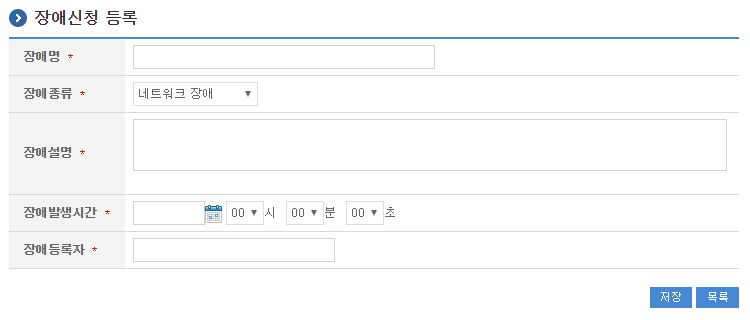 장애신청 등록
장애명 *
장애종류 * 네트워크 장애
장애설명 *
장애발생시간 * 00 시 00 분 00 초
장애등록자 *
저장 목록